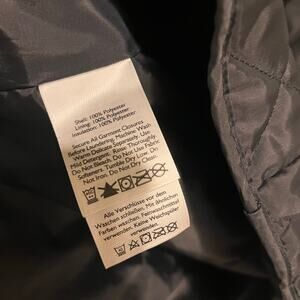 Shell: 100% Polyester
Lining: 100% Polyester
Insulation: 100% Polyester
Secure All Garment Closures
Before Laundering. Machine Wash
Warm Delicate Separately. Use
Mild Detergent. Rinse Thoroughly.
Do Not Bleach. Do Not Use Fabric
Softeners. Tumble Dry Low. Do
Not Iron. Do Not Dry Clean.
Alle Verschlüsse vor dem
Waschen schließen. Mit ähnlichen
Farben waschen. Feinwaschmittel
verwenden. Keine Weichspüler
verwenden.